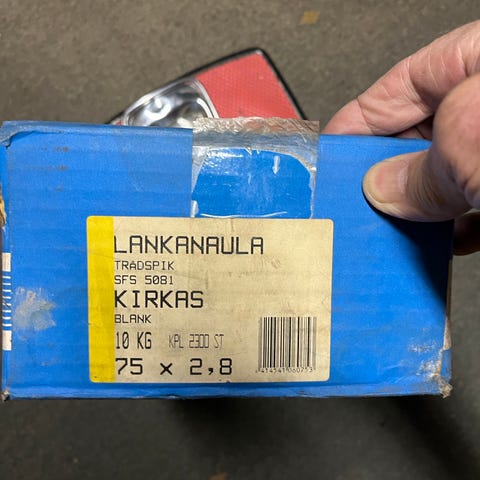 LANKANAULA
TRÅDSPIK
SFS 5081
KIRKAS
BLANK
10 KG KPL 2300 ST
75 x 2,8